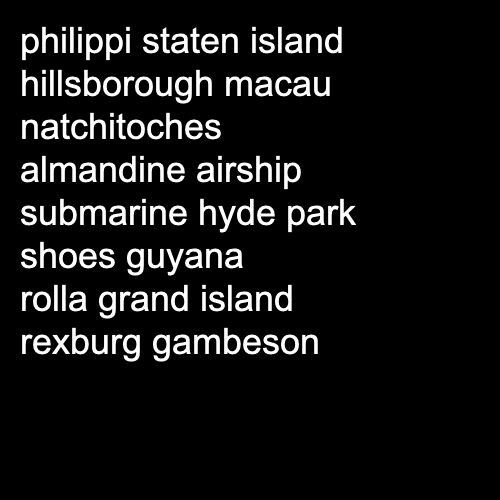 philippi staten island
hillsborough macau
natchitoches
almandine airship
submarine hyde park
shoes guyana
rolla grand island
rexburg gambeson